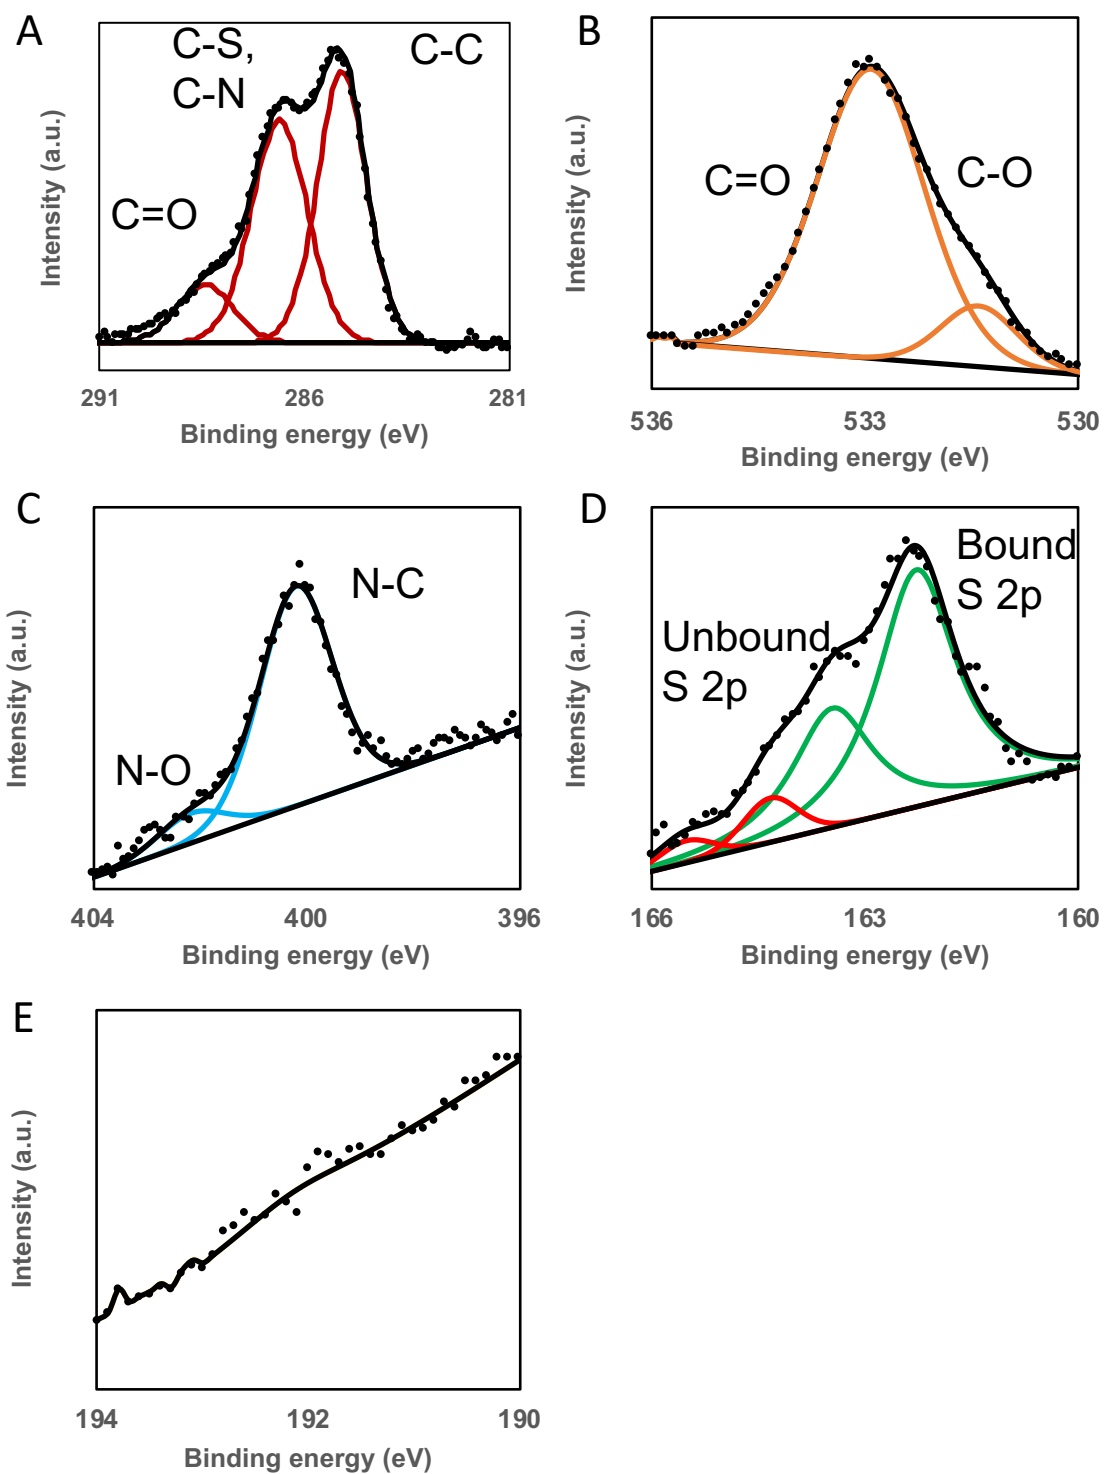 A
C-S,
C-N
C-C
C=O
Intensity (a.u.)
291
286
281
Binding energy (eV)
B
C=O
C-O
Intensity (a.u.)
536
533
530
Binding energy (eV)
C
N-C
N-O
Intensity (a.u.)
404
400
396
Binding energy (eV)
D
Bound
S 2p
Unbound
S 2p
Intensity (a.u.)
166
163
160
Binding energy (eV)
E
Intensity (a.u.)
194
192
190
Binding energy (eV)